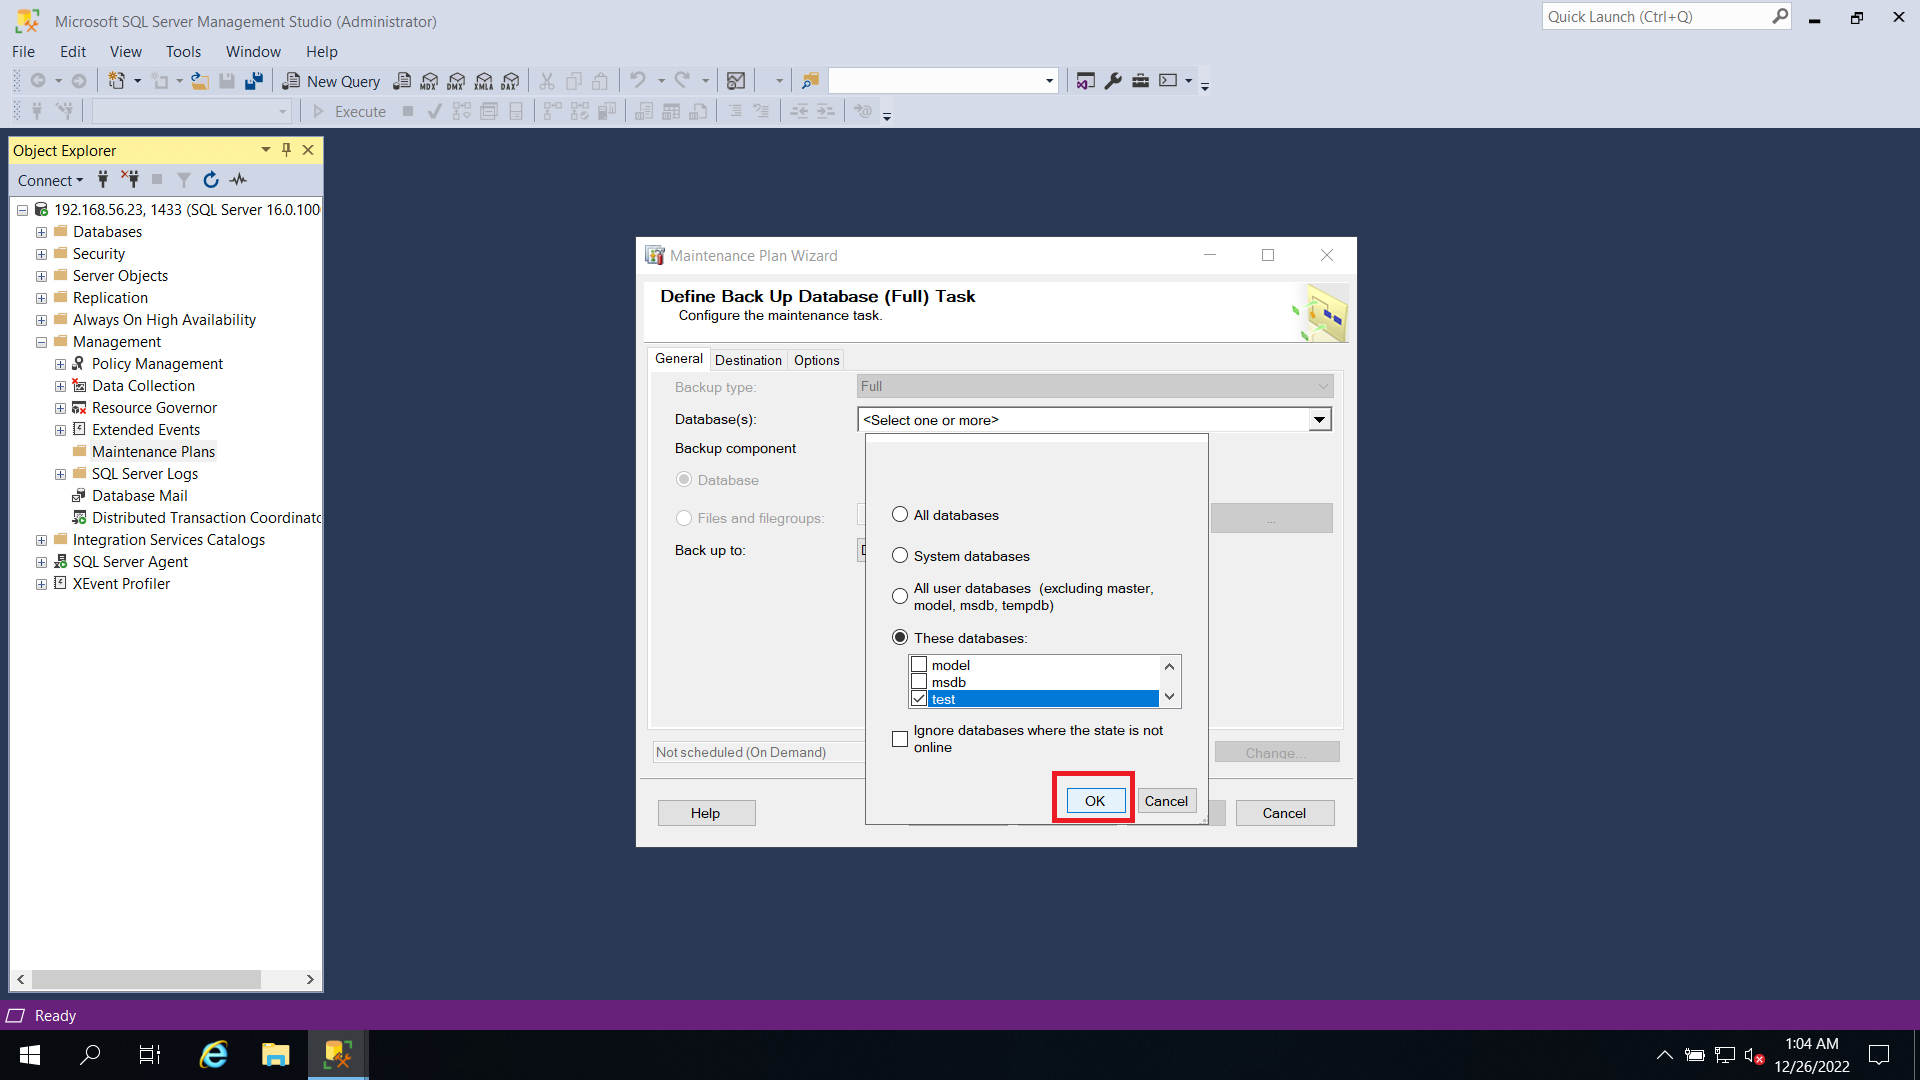 Microsoft SQL Server Management Studio (Administrator)
Quick Launch (Ctrl+Q)
File Edit View Tools Window Help
New Query MDX DMX XMLA DAX
Execute
Object Explorer
Connect
192.168.56.23, 1433 (SQL Server 16.0.100
Databases
Security
Server Objects
Replication
Always On High Availability
Management
Policy Management
Data Collection
Resource Governor
Extended Events
Maintenance Plans
SQL Server Logs
Database Mail
Distributed Transaction Coordinato
Integration Services Catalogs
SQL Server Agent
XEvent Profiler
Maintenance Plan Wizard
Define Back Up Database (Full) Task
Configure the maintenance task.
General Destination Options
Backup type: Full
Database(s): <Select one or more>
Backup component
Database
Files and filegroups: ...
Back up to:
All databases
System databases
All user databases (excluding master,
model, msdb, tempdb)
These databases:
model
msdb
test
Ignore databases where the state is not
online
Not scheduled (On Demand) Change...
OK Cancel
Help Cancel
Ready
1:04 AM
12/26/2022